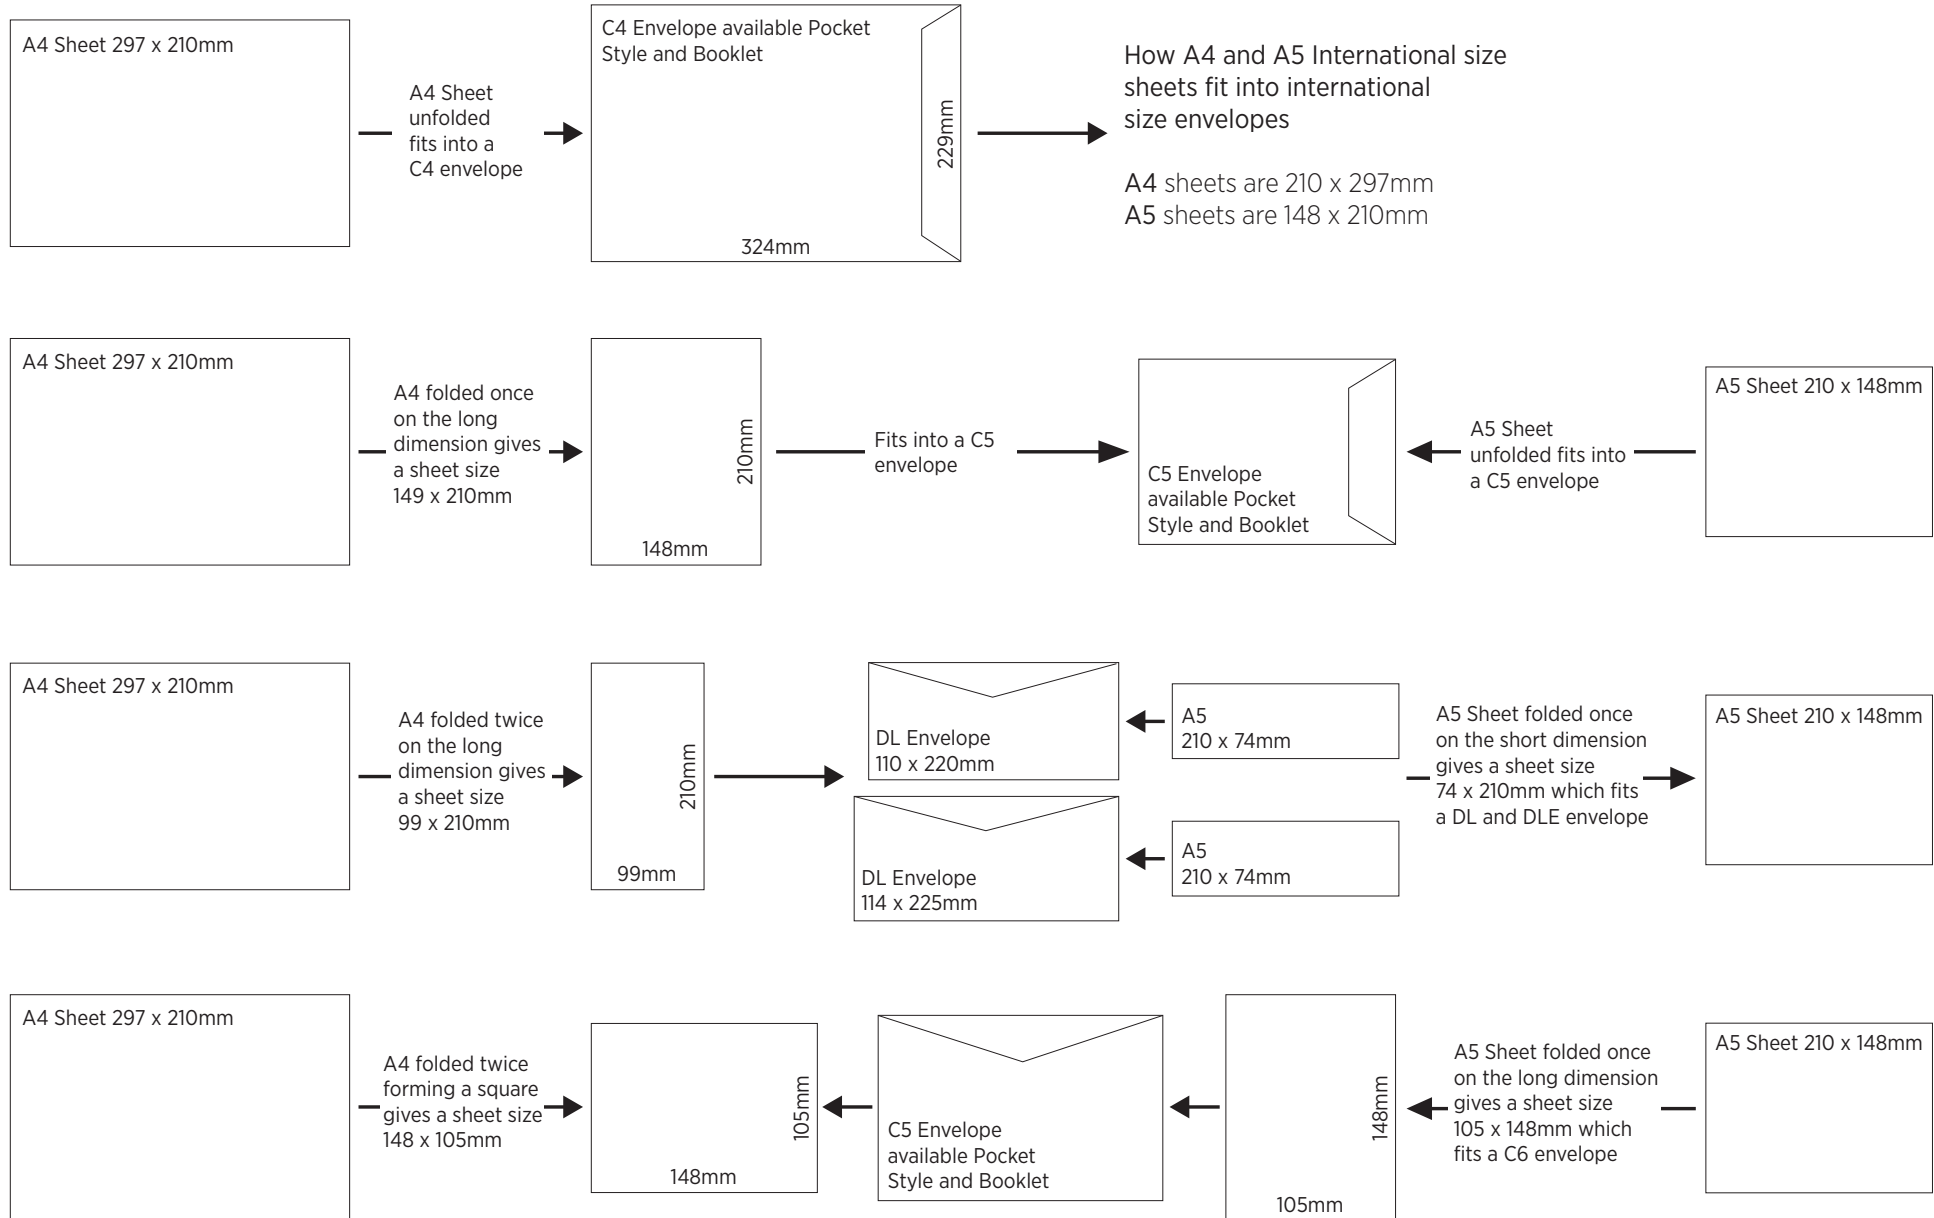 A4 Sheet 297 x 210mm
A4 Sheet
unfolded
fits into a
C4 envelope
C4 Envelope available Pocket
Style and Booklet
229mm
324mm
How A4 and A5 International size
sheets fit into international
size envelopes
A4 sheets are 210 x 297mm
A5 sheets are 148 x 210mm
A4 Sheet 297 x 210mm
A4 folded once
on the long
dimension gives
a sheet size
149 x 210mm
210mm
148mm
Fits into a C5
envelope
C5 Envelope
available Pocket
Style and Booklet
A5 Sheet
unfolded fits into
a C5 envelope
A5 Sheet 210 x 148mm
A4 Sheet 297 x 210mm
A4 folded twice
on the long
dimension gives
a sheet size
99 x 210mm
210mm
99mm
DL Envelope
110 x 220mm
A5
210 x 74mm
DL Envelope
114 x 225mm
A5
210 x 74mm
A5 Sheet folded once
on the short dimension
gives a sheet size
74 x 210mm which fits
a DL and DLE envelope
A5 Sheet 210 x 148mm
A4 Sheet 297 x 210mm
A4 folded twice
forming a square
gives a sheet size
148 x 105mm
105mm
148mm
C5 Envelope
available Pocket
Style and Booklet
148mm
105mm
A5 Sheet folded once
on the long dimension
gives a sheet size
105 x 148mm which
fits a C6 envelope
A5 Sheet 210 x 148mm